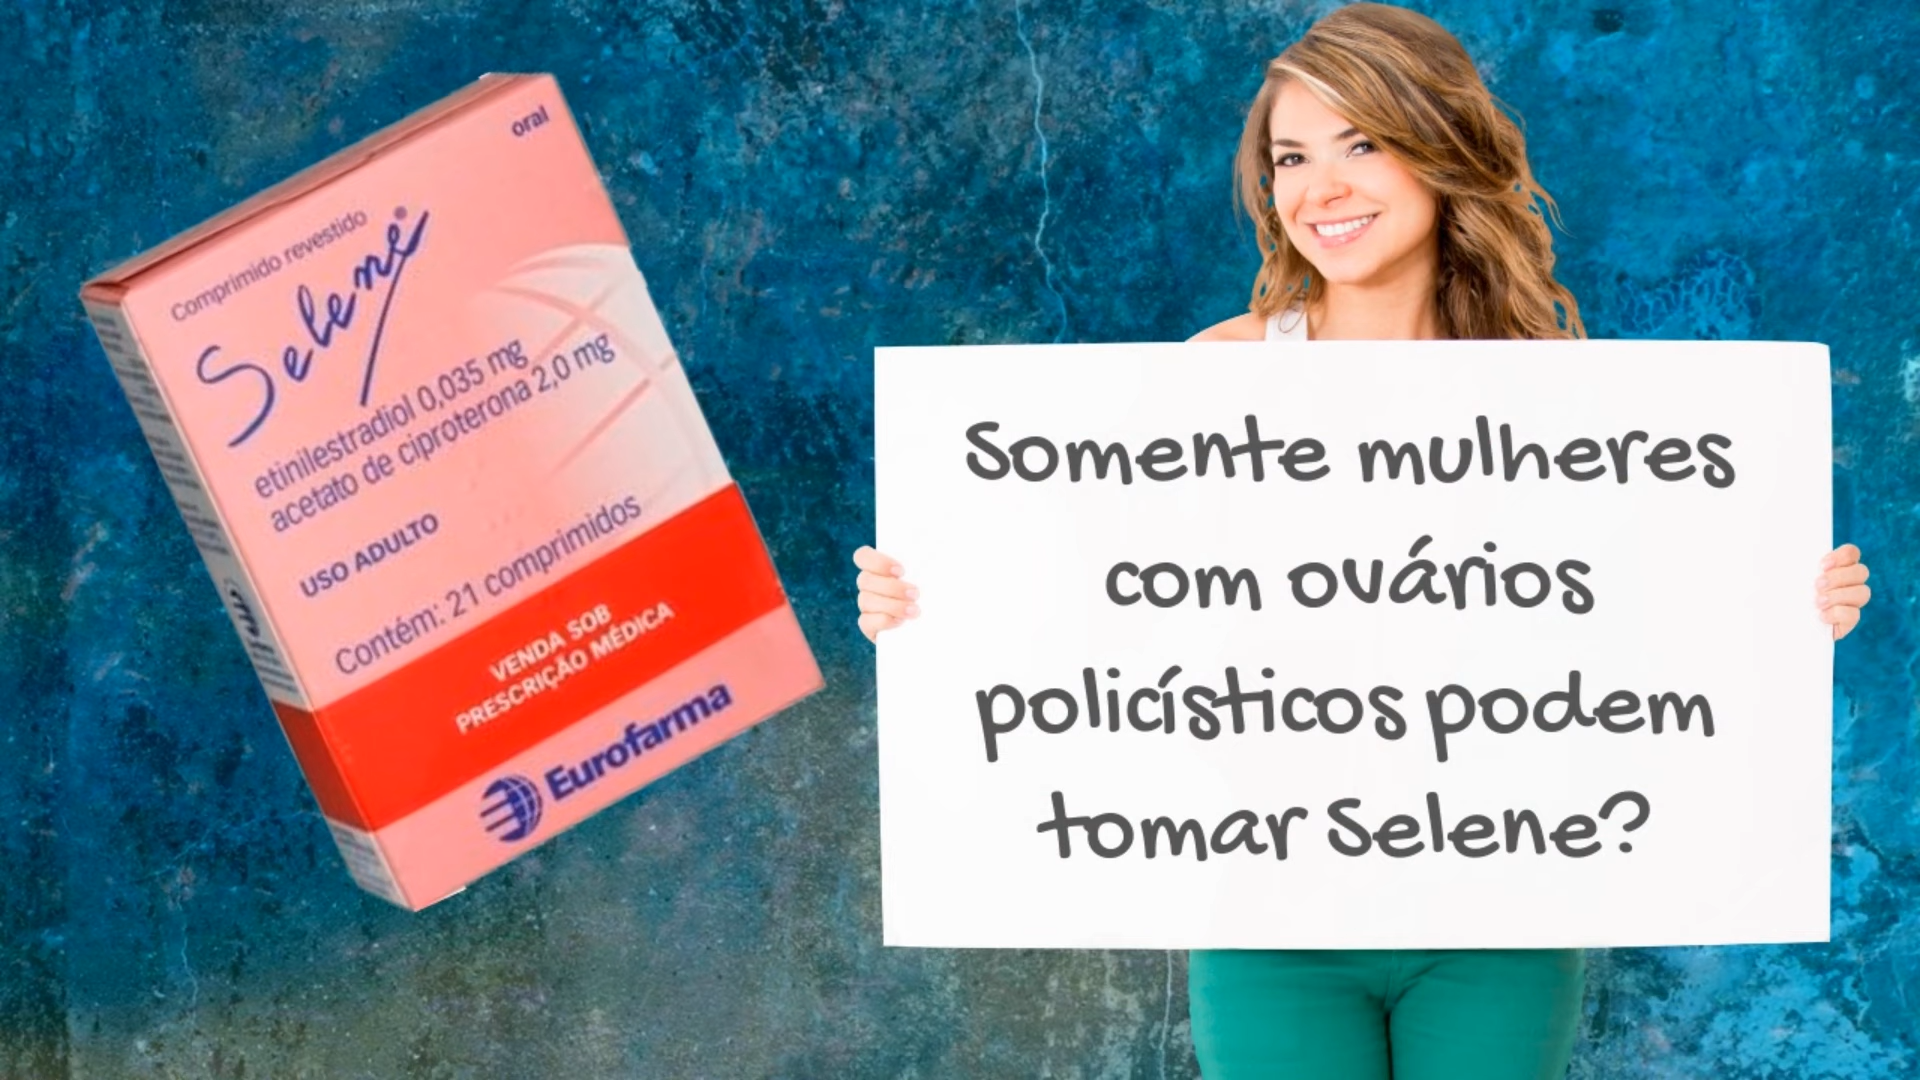 oral
Comprimido revestido
Selene®
etinilestradiol 0,035 mg
acetato de ciproterona 2,0 mg
USO ADULTO
Contém: 21 comprimidos
VENDA SOB
PRESCRIÇÃO MÉDICA
Eurofarma
Somente mulheres
com ovários
policísticos podem
tomar Selene?